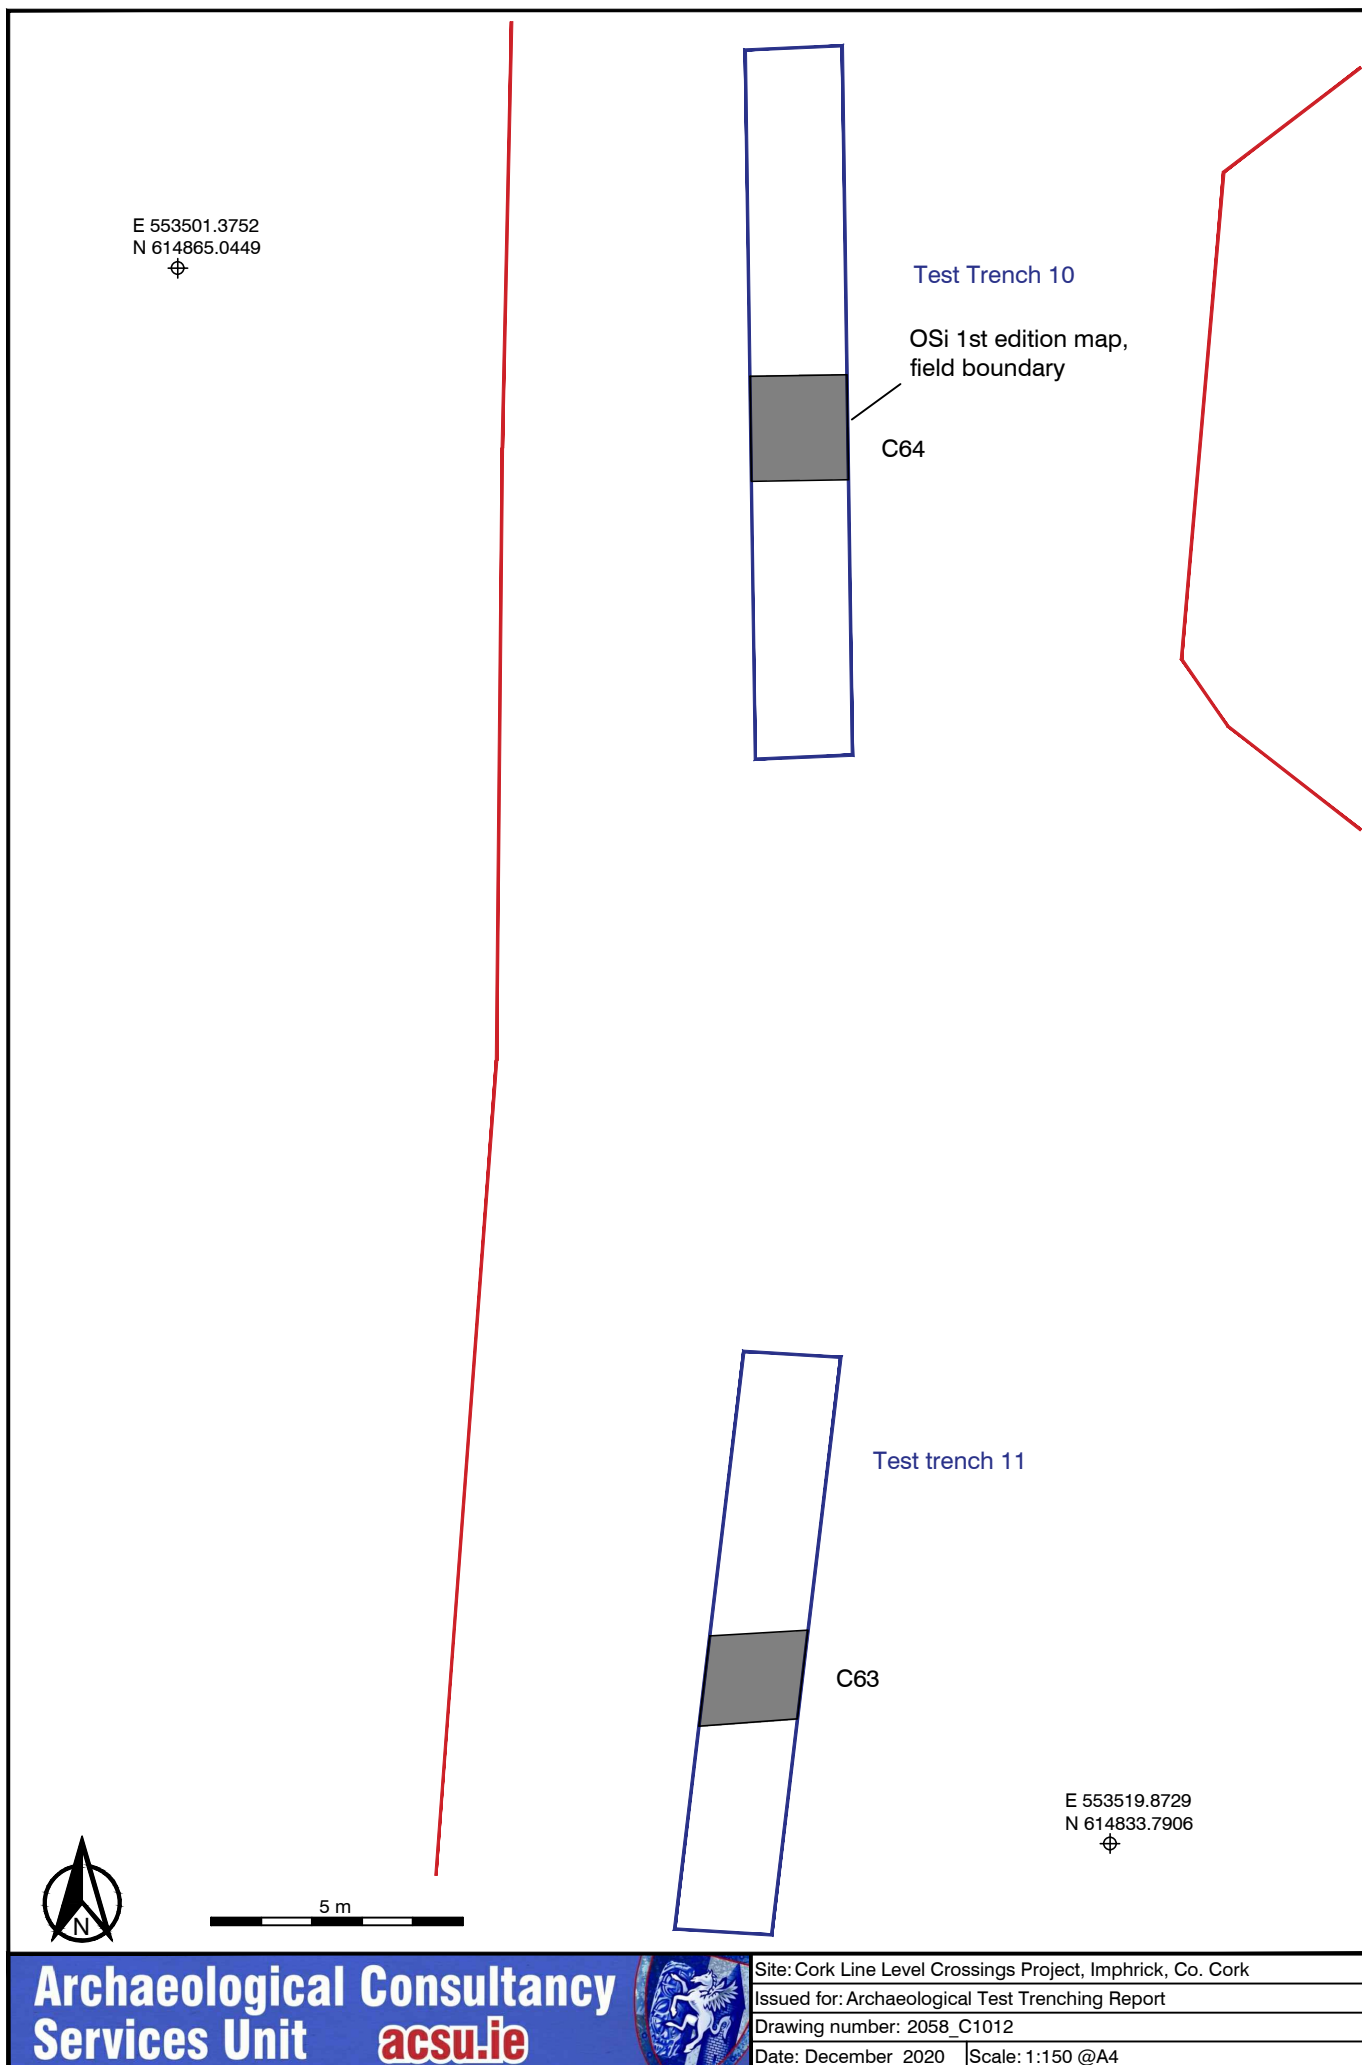 E 553501.3752
N 614865.0449
Test Trench 10
OSi 1st edition map,
field boundary
C64
Test trench 11
C63
E 553519.8729
N 614833.7906
N
5 m
Archaeological Consultancy
Services Unit acsu.ie
Site: Cork Line Level Crossings Project, Imphrick, Co. Cork
Issued for: Archaeological Test Trenching Report
Drawing number: 2058_C1012
Date: December 2020 Scale: 1:150 @A4